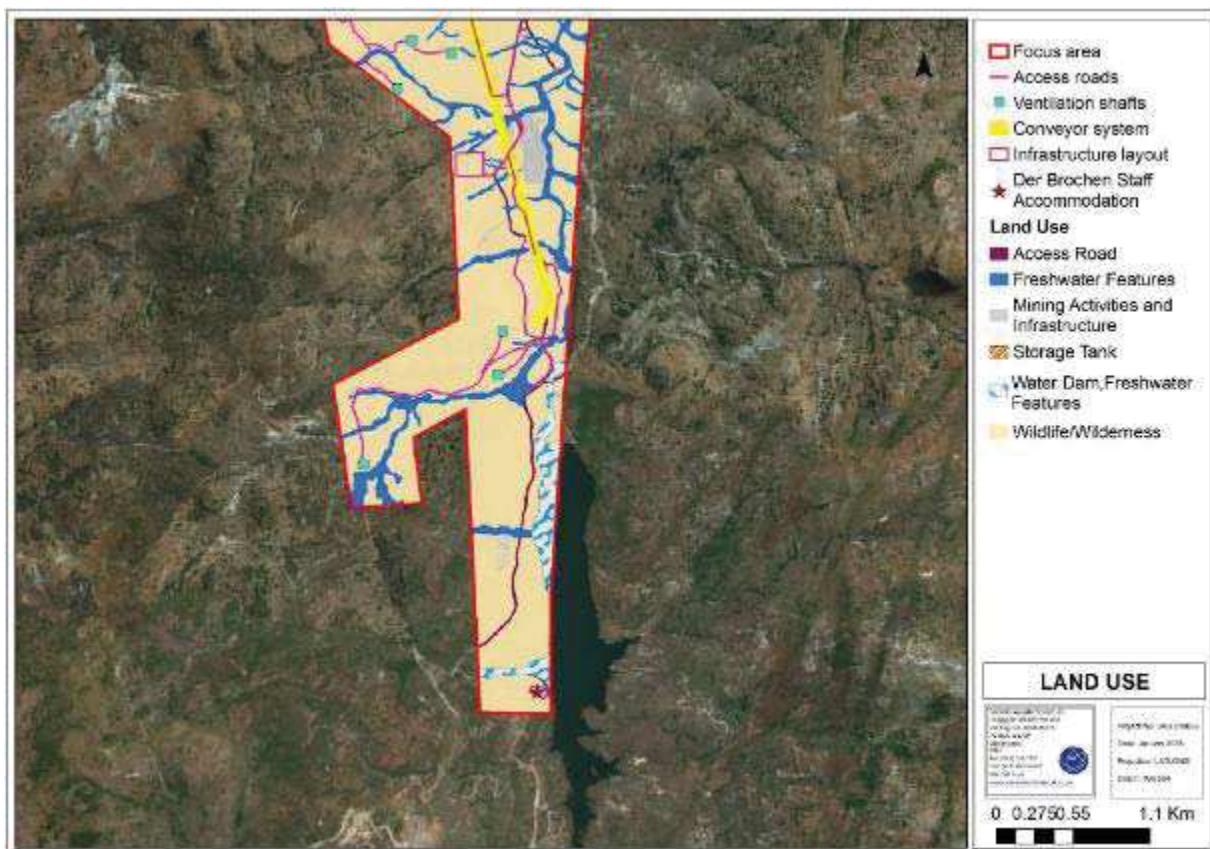 Focus area
Access roads
Ventilation shafts
Conveyor system
Infrastructure layout
Der Brochen Staff
Accommodation
Land Use
Access Road
Freshwater Features
Mining Activities and
Infrastructure
Storage Tank
Water Dam,Freshwater
Features
Wildlife/Wilderness
LAND USE
0 0.2750.55 1.1 Km